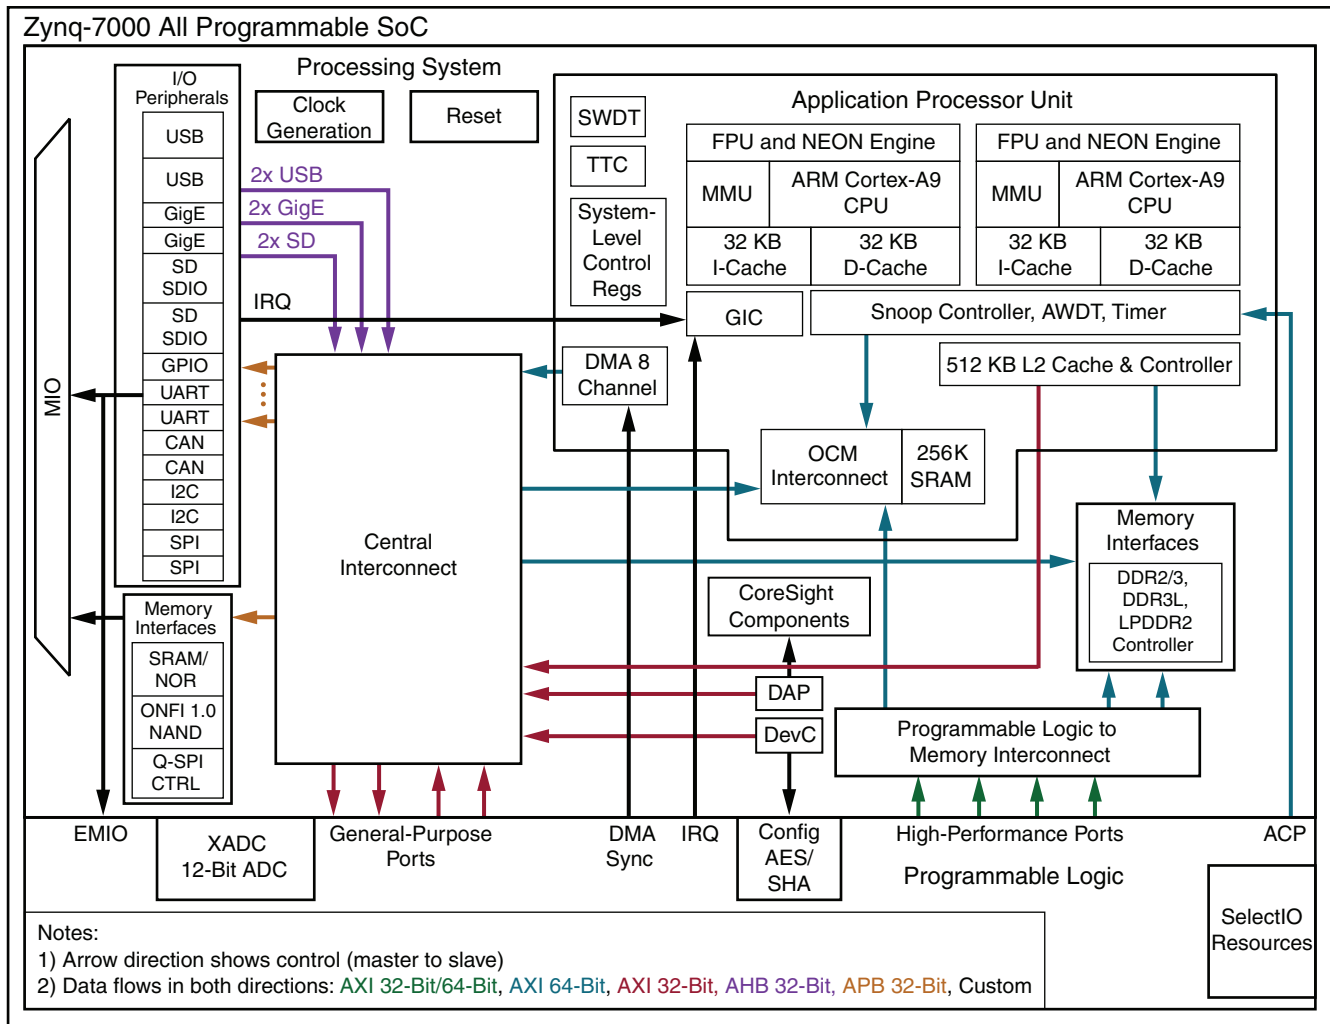 Zynq-7000 All Programmable SoC
Processing System
I/O
Peripherals
USB
USB
GigE
GigE
SD
SDIO
SD
SDIO
GPIO
UART
UART
CAN
CAN
I2C
I2C
SPI
SPI
MIO
Clock
Generation
Reset
2x USB
2x GigE
2x SD
IRQ
Application Processor Unit
SWDT
TTC
System-
Level
Control
Regs
FPU and NEON Engine
MMU
ARM Cortex-A9
CPU
32 KB
I-Cache
32 KB
D-Cache
FPU and NEON Engine
MMU
ARM Cortex-A9
CPU
32 KB
I-Cache
32 KB
D-Cache
GIC
Snoop Controller, AWDT, Timer
DMA 8
Channel
512 KB L2 Cache & Controller
OCM
Interconnect
256K
SRAM
Central
Interconnect
Memory
Interfaces
DDR2/3,
DDR3L,
LPDDR2
Controller
CoreSight
Components
DAP
DevC
Programmable Logic to
Memory Interconnect
Memory
Interfaces
SRAM/
NOR
ONFI 1.0
NAND
Q-SPI
CTRL
EMIO
XADC
12-Bit ADC
General-Purpose
Ports
DMA
Sync
IRQ
Config
AES/
SHA
High-Performance Ports
ACP
Programmable Logic
SelectIO
Resources
Notes:
1) Arrow direction shows control (master to slave)
2) Data flows in both directions: AXI 32-Bit/64-Bit, AXI 64-Bit, AXI 32-Bit, AHB 32-Bit, APB 32-Bit, Custom